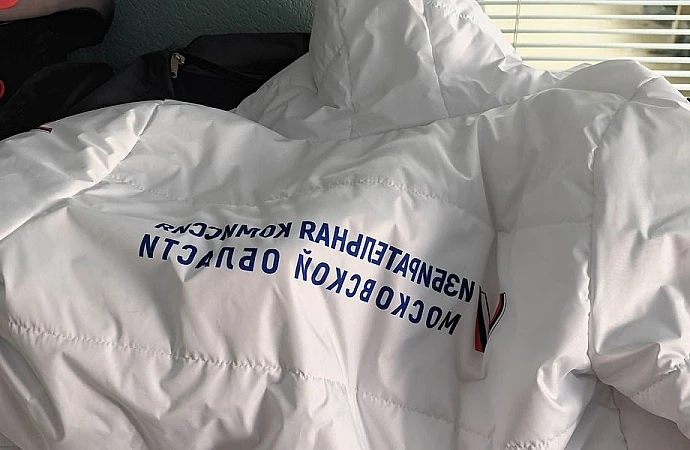 ИЗБИРАТЕЛЬНАЯ КОМИССИЯ
МОСКОВСКОЙ ОБЛАСТИ